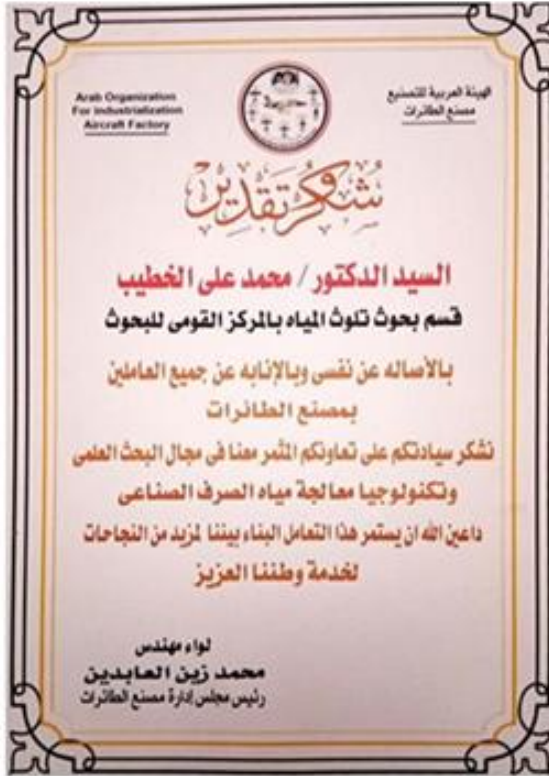 Arab Organization
For industrialization
Aircraft Factory
الهيئة العربية للتصنيع
مصنع الطائرات
شكر وتقدير
السيد الدكتور / محمد على الخطيب
قسم بحوث تلوث المياه بالمركز القومى للبحوث
بالأصاله عن نفسى وبالإنابه عن جميع العاملين
بمصنع الطائرات
نشكر سيادتكم على تعاونكم المثمر معنا فى مجال البحث العلمى
وتكنولوجيا معالجة مياه الصرف الصناعى
داعين الله ان يستمر هذا التعامل البناء بيننا لمزيد من النجاحات
لخدمة وطننا العزيز
لواء مهندس
محمد زين العابدين
رئيس مجلس إدارة مصنع الطائرات